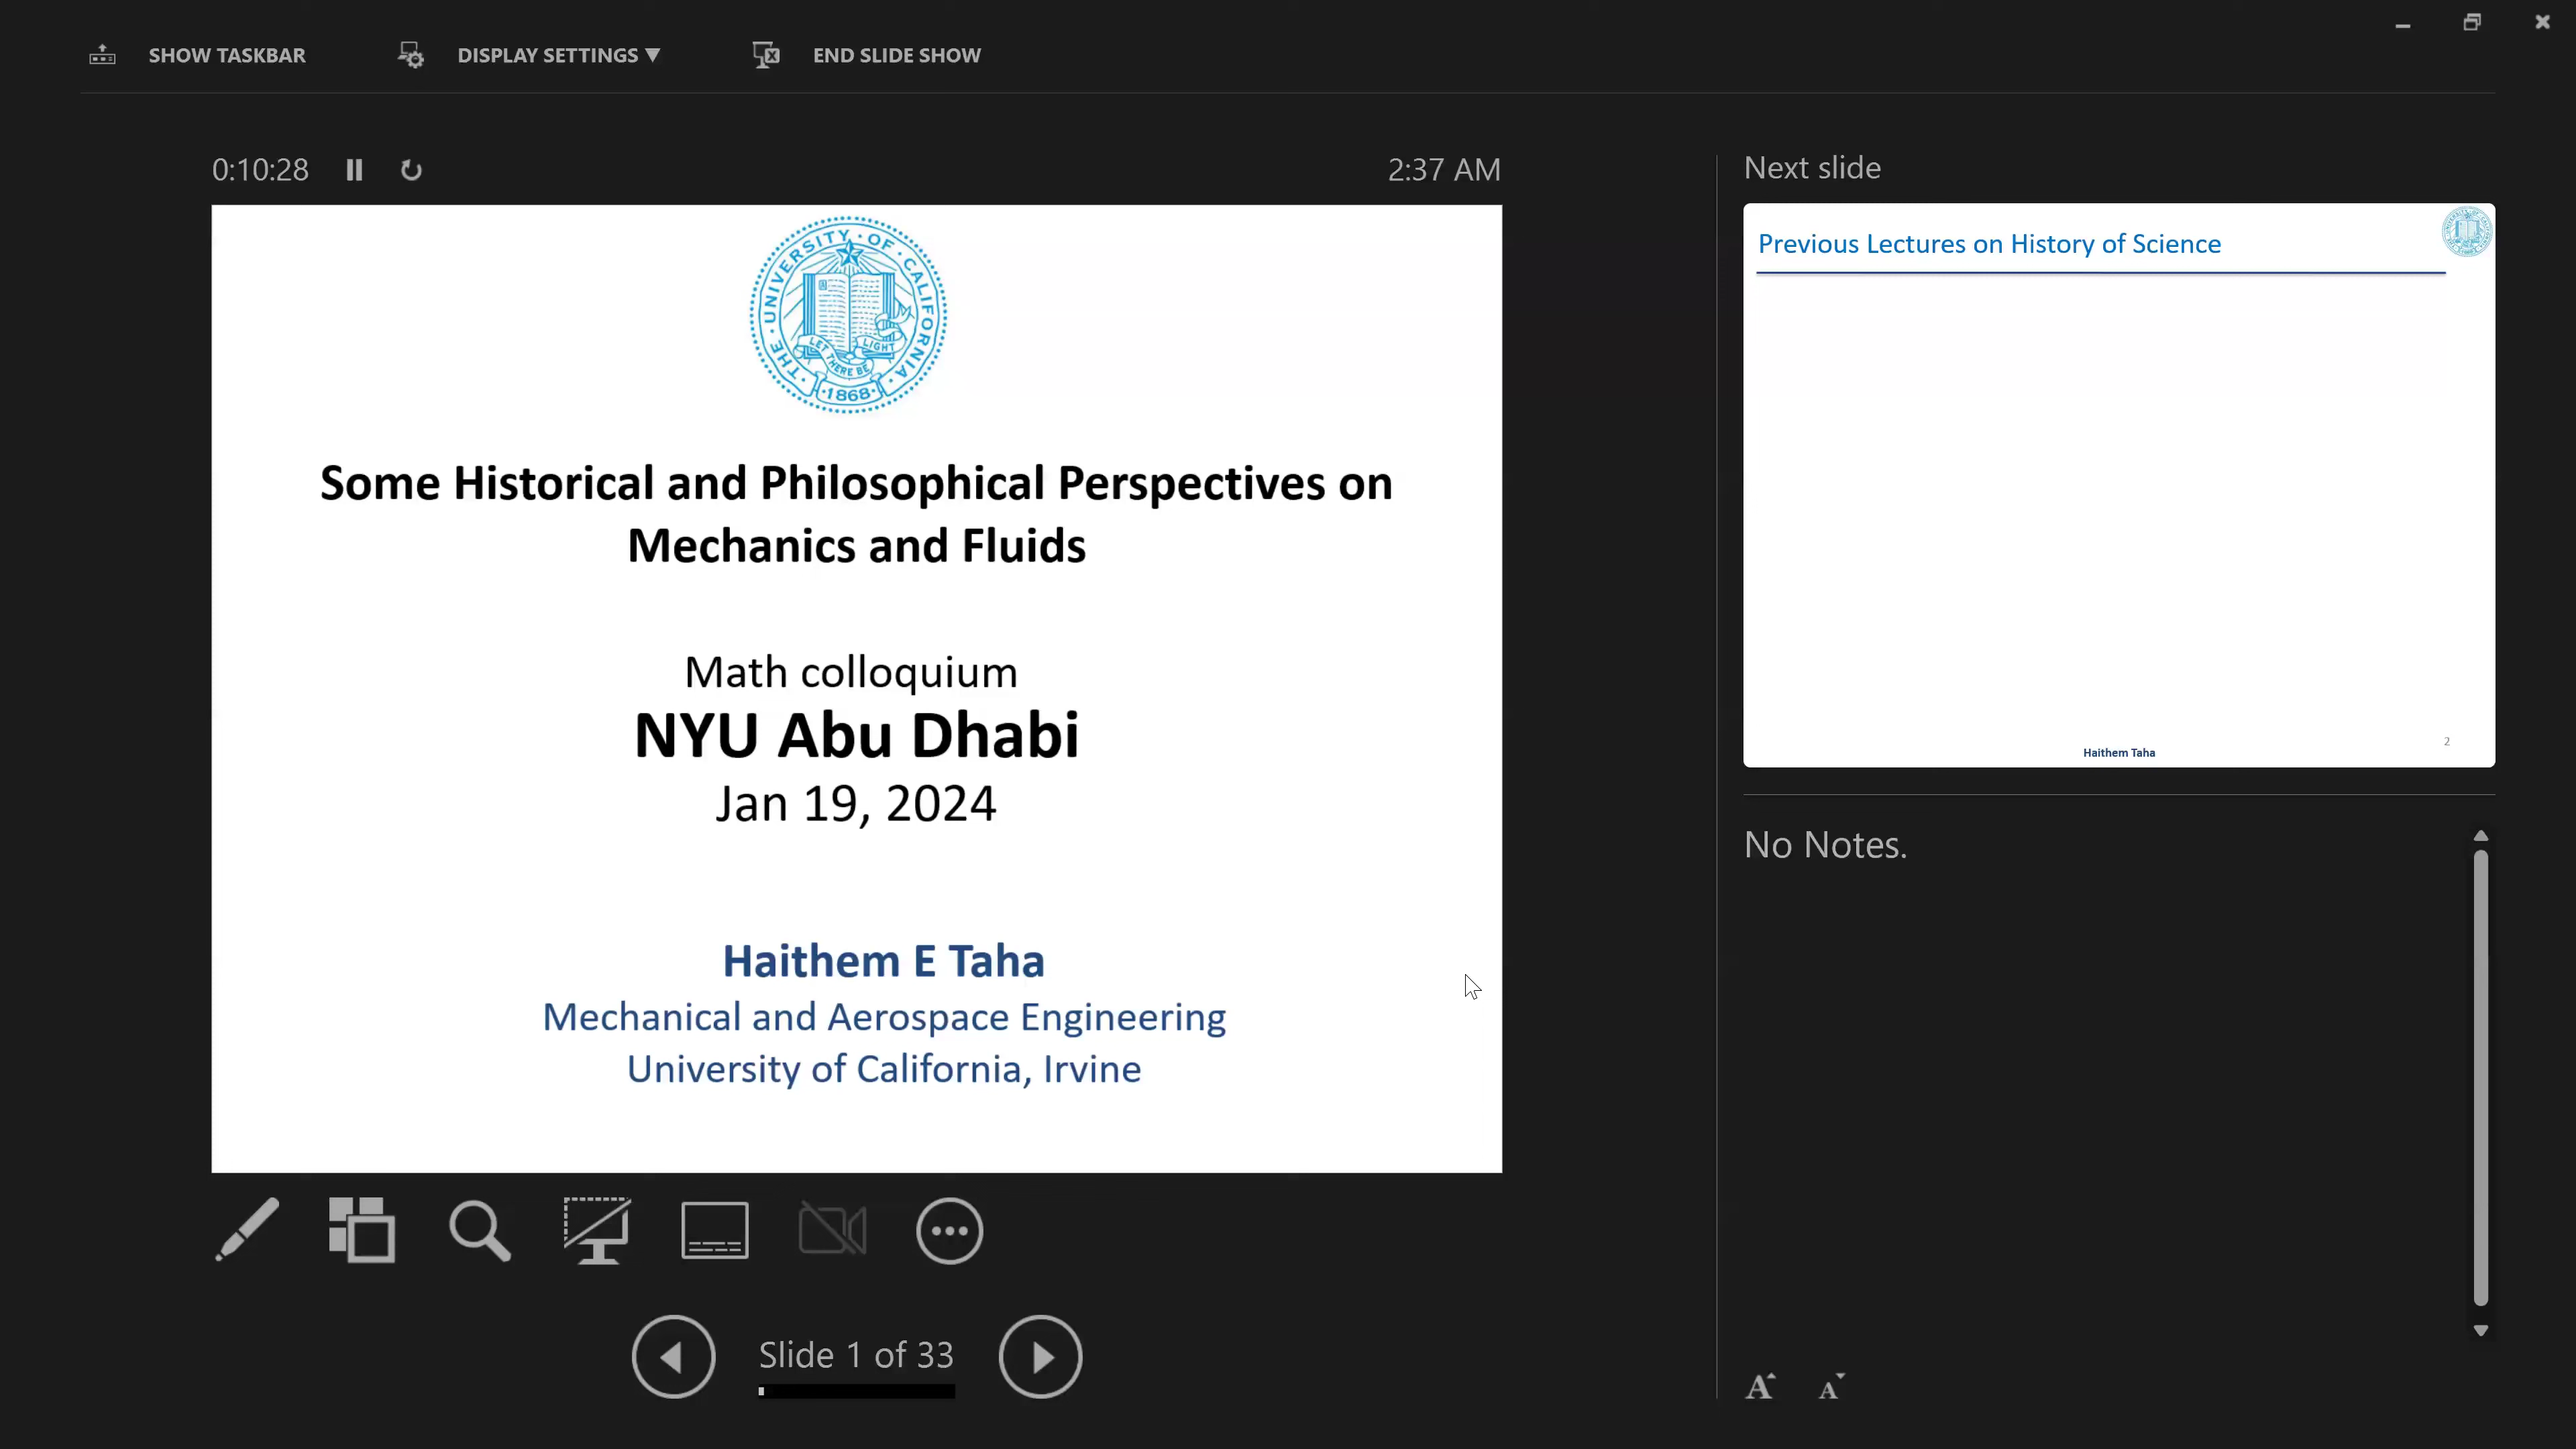 SHOW TASKBAR
DISPLAY SETTINGS ▼
END SLIDE SHOW
0:10:28
2:37 AM
THE · UNIVERSITY · OF · CALIFORNIA ·
LET THERE BE LIGHT
·1868·
Some Historical and Philosophical Perspectives on
Mechanics and Fluids
Math colloquium
NYU Abu Dhabi
Jan 19, 2024
Haithem E Taha
Mechanical and Aerospace Engineering
University of California, Irvine
Slide 1 of 33
Next slide
Previous Lectures on History of Science
2
Haithem Taha
No Notes.
A
A